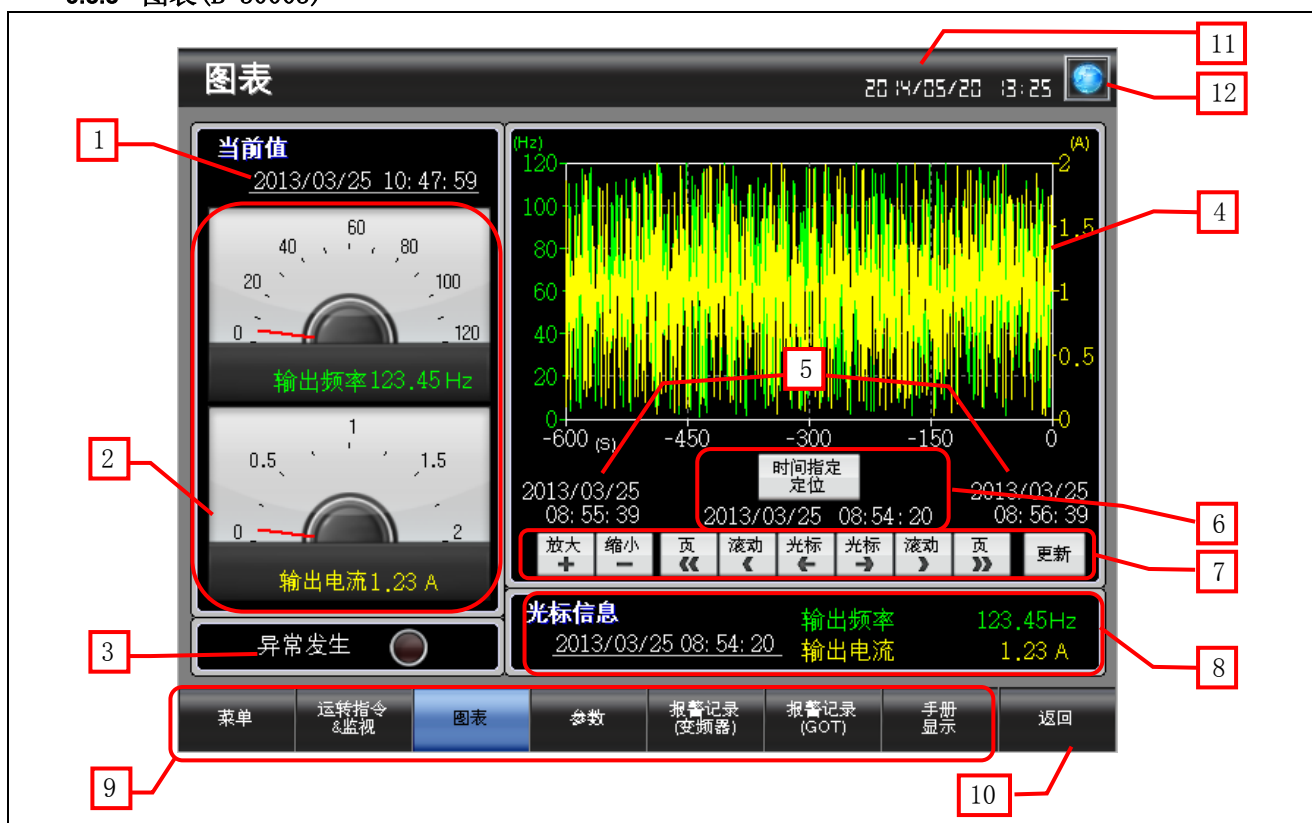 图表(B-30003)
11
图表
2014/05/20 13:25
12
1
当前值
2013/03/25 10:47:59
60
40 80
20 100
0 120
输出频率123.45Hz
2
1
0.5 1.5
0 2
输出电流1.23 A
3
异常发生
(Hz) (A)
120 2
100
1.5
4
80
60 1
40
0.5
5
20
0 0
-600 (S) -450 -300 -150 0
时间指定
定位
2013/03/25
08:55:39
2013/03/25 08:54:20
2013/03/25
08:56:39
6
放大
+
缩小
−
页
《
滚动
〈
光标
←
光标
→
滚动
〉
页
》
更新
7
光标信息
2013/03/25 08:54:20
输出频率 123.45Hz
输出电流 1.23 A
8
菜单
运转指令
&监视
图表
参数
报警记录
(变频器)
报警记录
(GOT)
手册
显示
返回
9
10